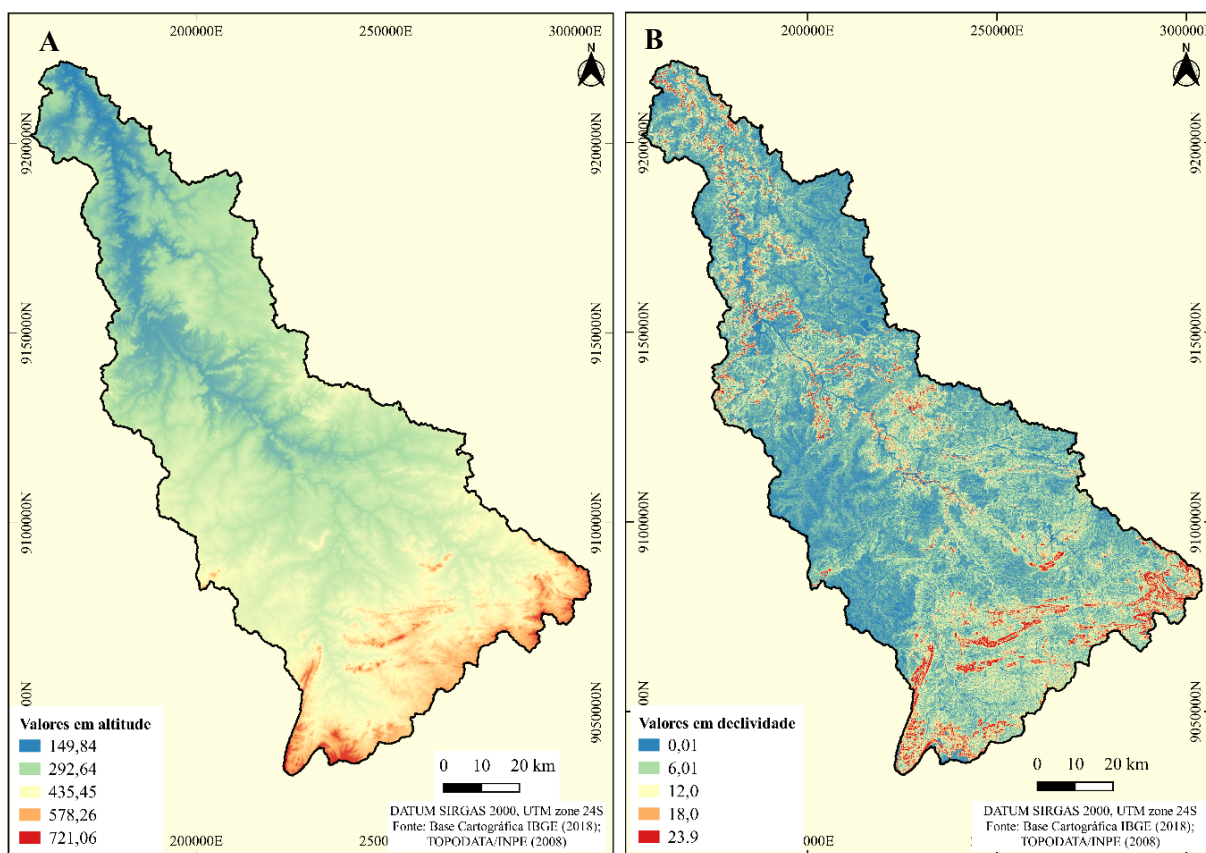 A
200000E
250000E
300000E
N
9200000N
9200000N
9150000N
9150000N
9100000N
9100000N
00N
9050000N
Valores em altitude
149,84
292,64
435,45
578,26
721,06
0 10 20 km
DATUM SIRGAS 2000, UTM zone 24S
Fonte: Base Cartográfica IBGE (2018);
TOPODATA/INPE (2008)
200000E
2500
B
200000E
250000E
300000E
N
9200000N
9200000N
9150000N
9150000N
9100000N
9100000N
00N
9050000N
Valores em declividade
0,01
6,01
12,0
18,0
23.9
0 10 20 km
DATUM SIRGAS 2000, UTM zone 24S
Fonte: Base Cartográfica IBGE (2018);
TOPODATA/INPE (2008)